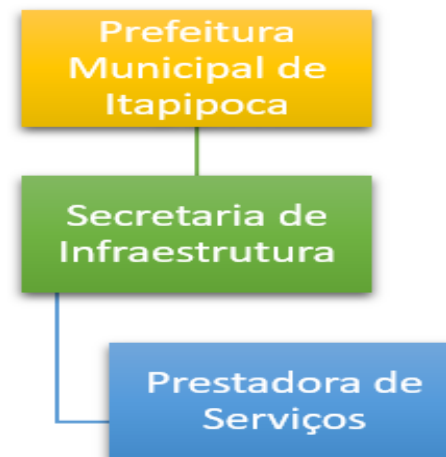 Prefeitura
Municipal de
Itapipoca
Secretaria de
Infraestrutura
Prestadora de
Serviços